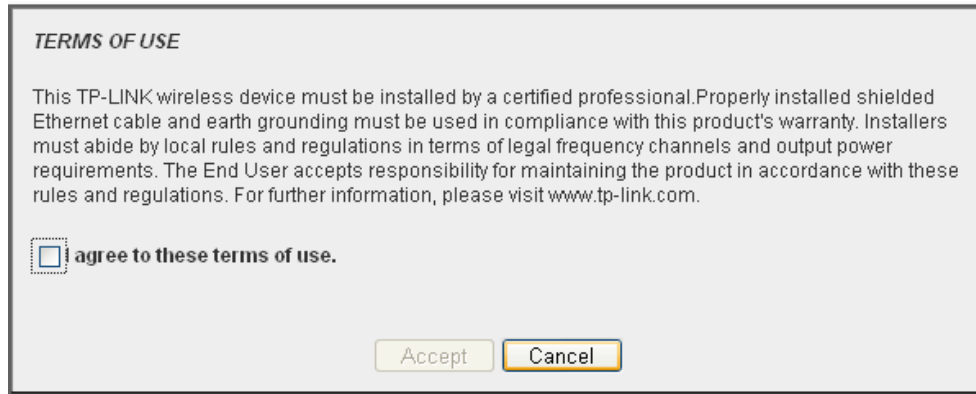 TERMS OF USE
This TP-LINK wireless device must be installed by a certified professional.Properly installed shielded
Ethernet cable and earth grounding must be used in compliance with this product's warranty. Installers
must abide by local rules and regulations in terms of legal frequency channels and output power
requirements. The End User accepts responsibility for maintaining the product in accordance with these
rules and regulations. For further information, please visit www.tp-link.com.
I agree to these terms of use.
Accept Cancel